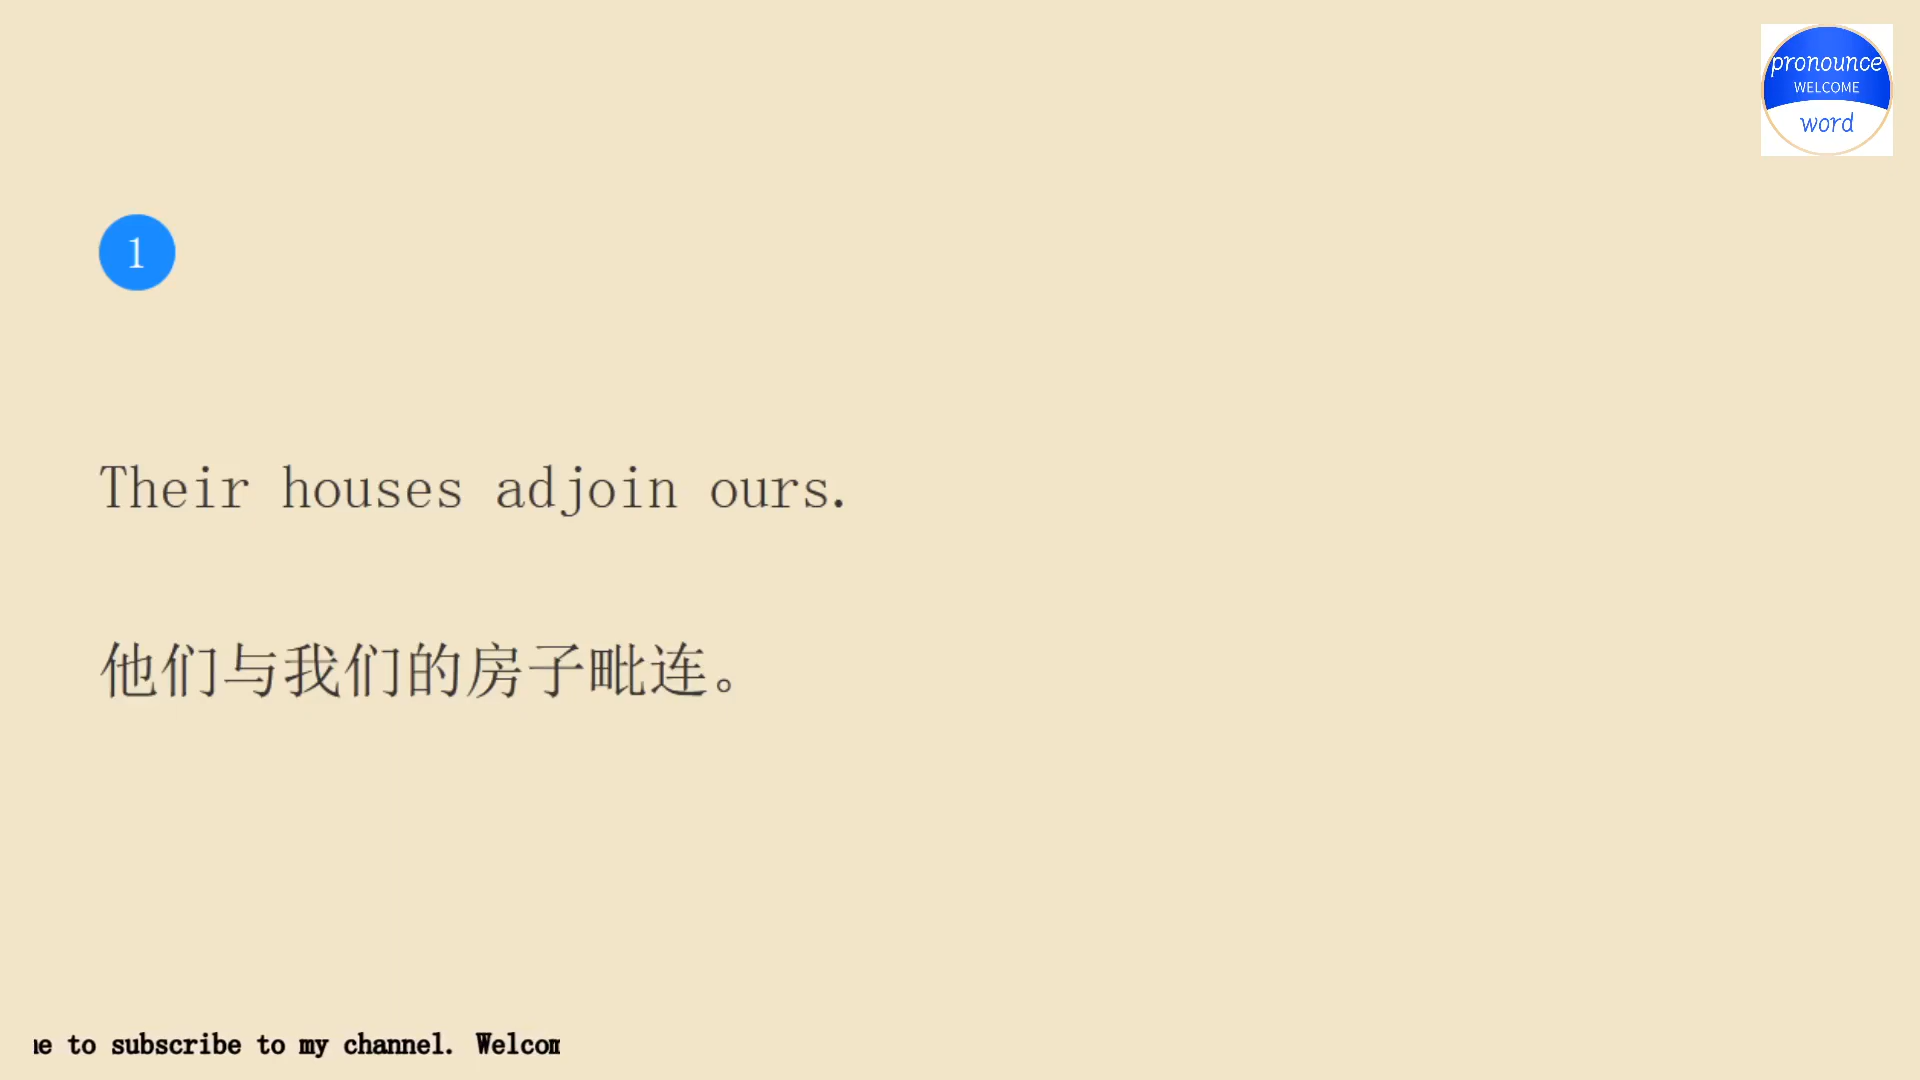 pronounce
WELCOME
word
1
Their houses adjoin ours.
他们与我们的房子毗连。
to subscribe to my channel. Welcom